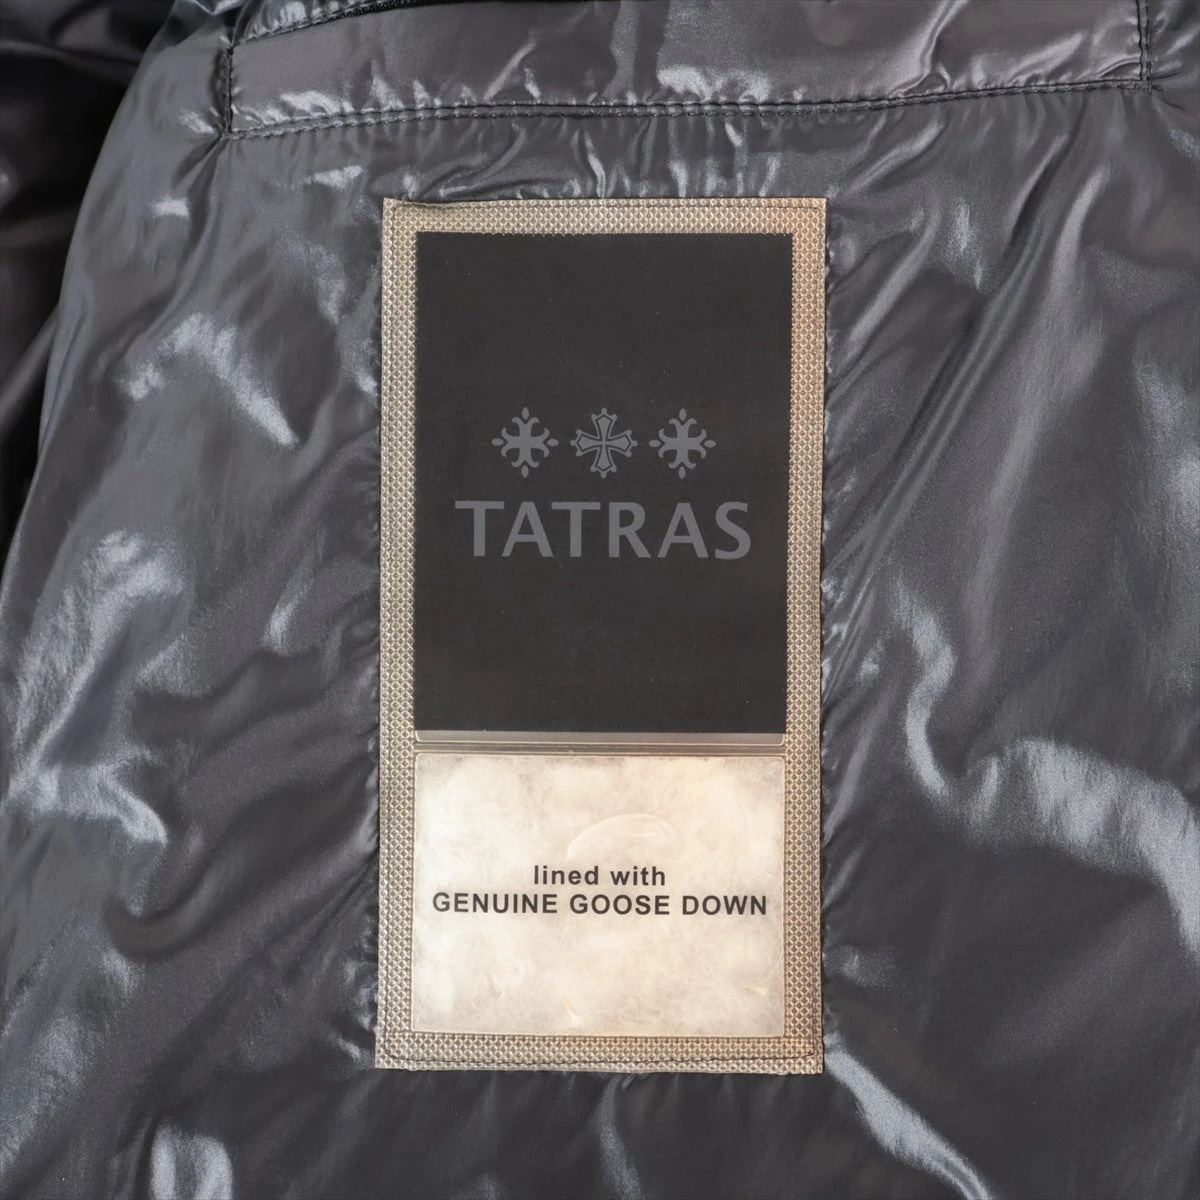 TATRAS
lined with
GENUINE GOOSE DOWN